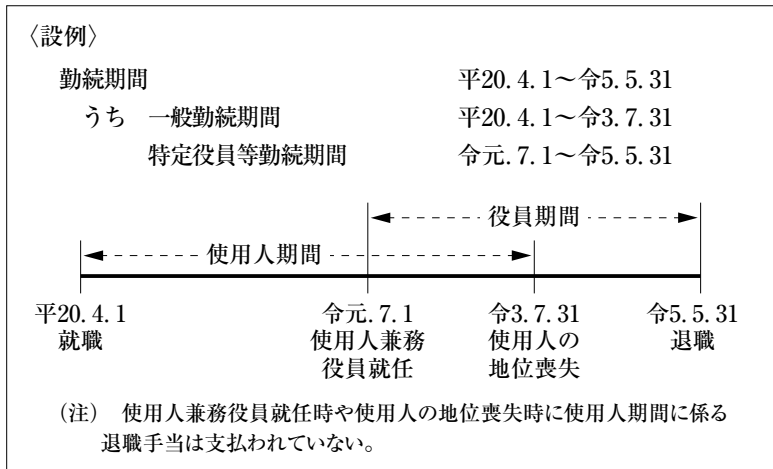 〈設例〉
勤続期間 平20.4.1～令5.5.31
うち 一般勤続期間 平20.4.1～令3.7.31
特定役員等勤続期間 令元.7.1～令5.5.31
役員期間
使用人期間
平20.4.1 令元.7.1 令3.7.31 令5.5.31
就職 使用人兼務 使用人の 退職
役員就任 地位喪失
（注） 使用人兼務役員就任時や使用人の地位喪失時に使用人期間に係る
退職手当は支払われていない。